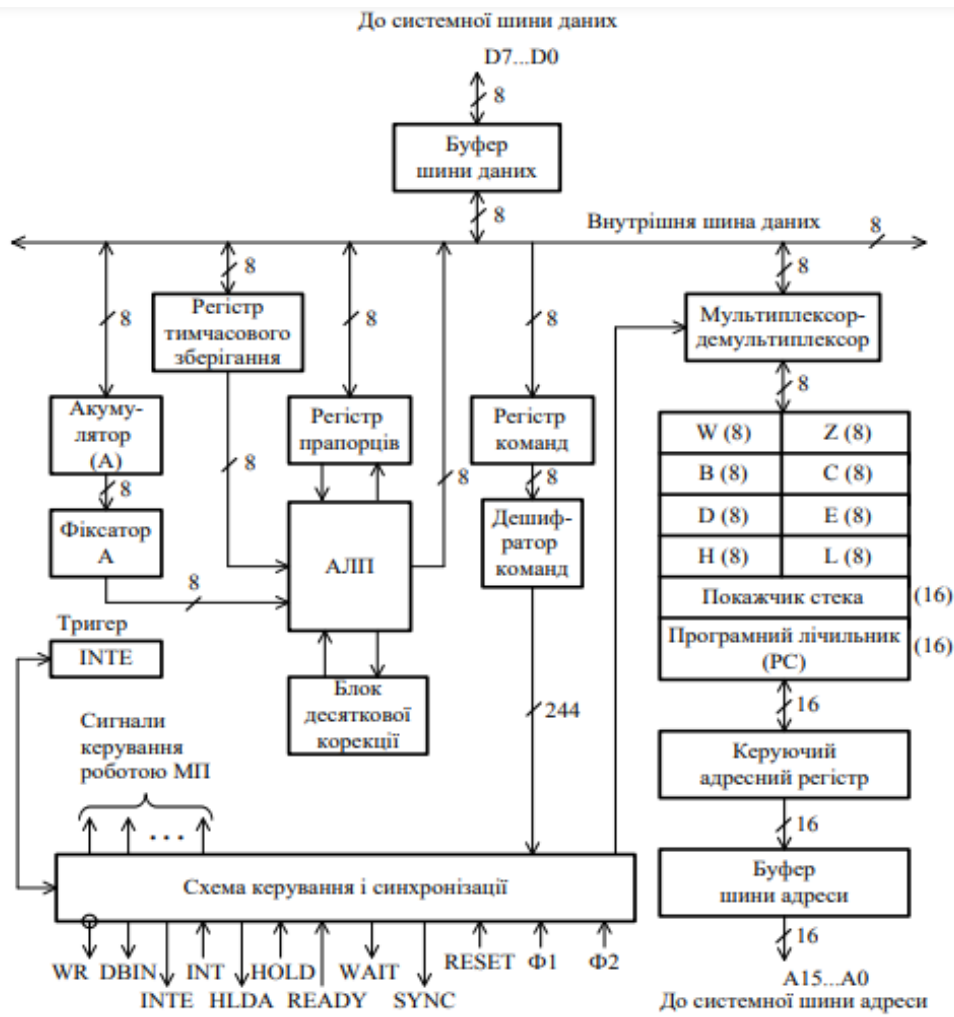 До системної шини даних
D7...D0
8
Буфер
шини даних
8
Внутрішня шина даних
8
8
8
8
8
8
Регістр
тимчасового
зберігання
Мультиплексор-
демультиплексор
8
Акуму-
лятор
(А)
Регістр
прапорців
Регістр
команд
W (8)
Z (8)
8
8
8
8
B (8)
C (8)
Фіксатор
А
АЛП
Дешиф-
ратор
команд
D (8)
E (8)
H (8)
L (8)
8
Покажчик стека
(16)
Тригер
INTE
Програмний лічильник
(PC)
(16)
Блок
десяткової
корекції
244
16
Сигнали
керування
роботою МП
Керуючий
адресний регістр
...
16
Схема керування і синхронізації
Буфер
шини адреси
16
WR
DBIN
INT
HOLD
WAIT
RESET
Ф1
Ф2
INTE
HLDA
READY
SYNC
A15...A0
До системної шини адреси